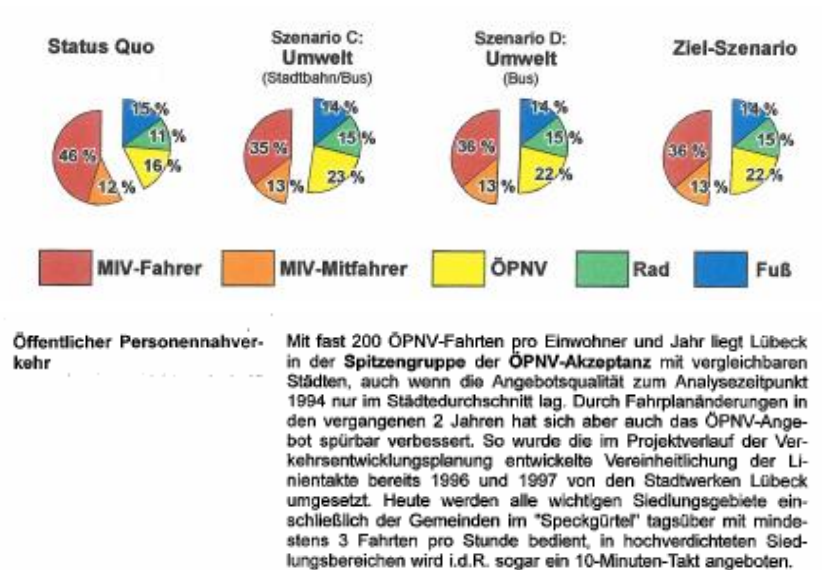 Status Quo
Szenario C:
Umwelt
(Stadtbahn/Bus)
Szenario D:
Umwelt
(Bus)
Ziel-Szenario
15 %
11 %
16 %
12 %
46 %
14 %
15 %
23 %
13 %
35 %
14 %
15 %
22 %
13 %
36 %
14 %
15 %
22 %
13 %
36 %
MIV-Fahrer
MIV-Mitfahrer
ÖPNV
Rad
Fuß
Öffentlicher Personennahver-
kehr
Mit fast 200 ÖPNV-Fahrten pro Einwohner und Jahr liegt Lübeck
in der Spitzengruppe der ÖPNV-Akzeptanz mit vergleichbaren
Städten, auch wenn die Angebotsqualität zum Analysezeitpunkt
1994 nur im Städtedurchschnitt lag. Durch Fahrplanänderungen in
den vergangenen 2 Jahren hat sich aber auch das ÖPNV-Ange-
bot spürbar verbessert. So wurde die im Projektverlauf der Ver-
kehrsentwicklungsplanung entwickelte Vereinheitlichung der Li-
nientakte bereits 1996 und 1997 von den Stadtwerken Lübeck
umgesetzt. Heute werden alle wichtigen Siedlungsgebiete ein-
schließlich der Gemeinden im "Speckgürtel" tagsüber mit minde-
stens 3 Fahrten pro Stunde bedient, in hochverdichteten Sied-
lungsbereichen wird i.d.R. sogar ein 10-Minuten-Takt angeboten.